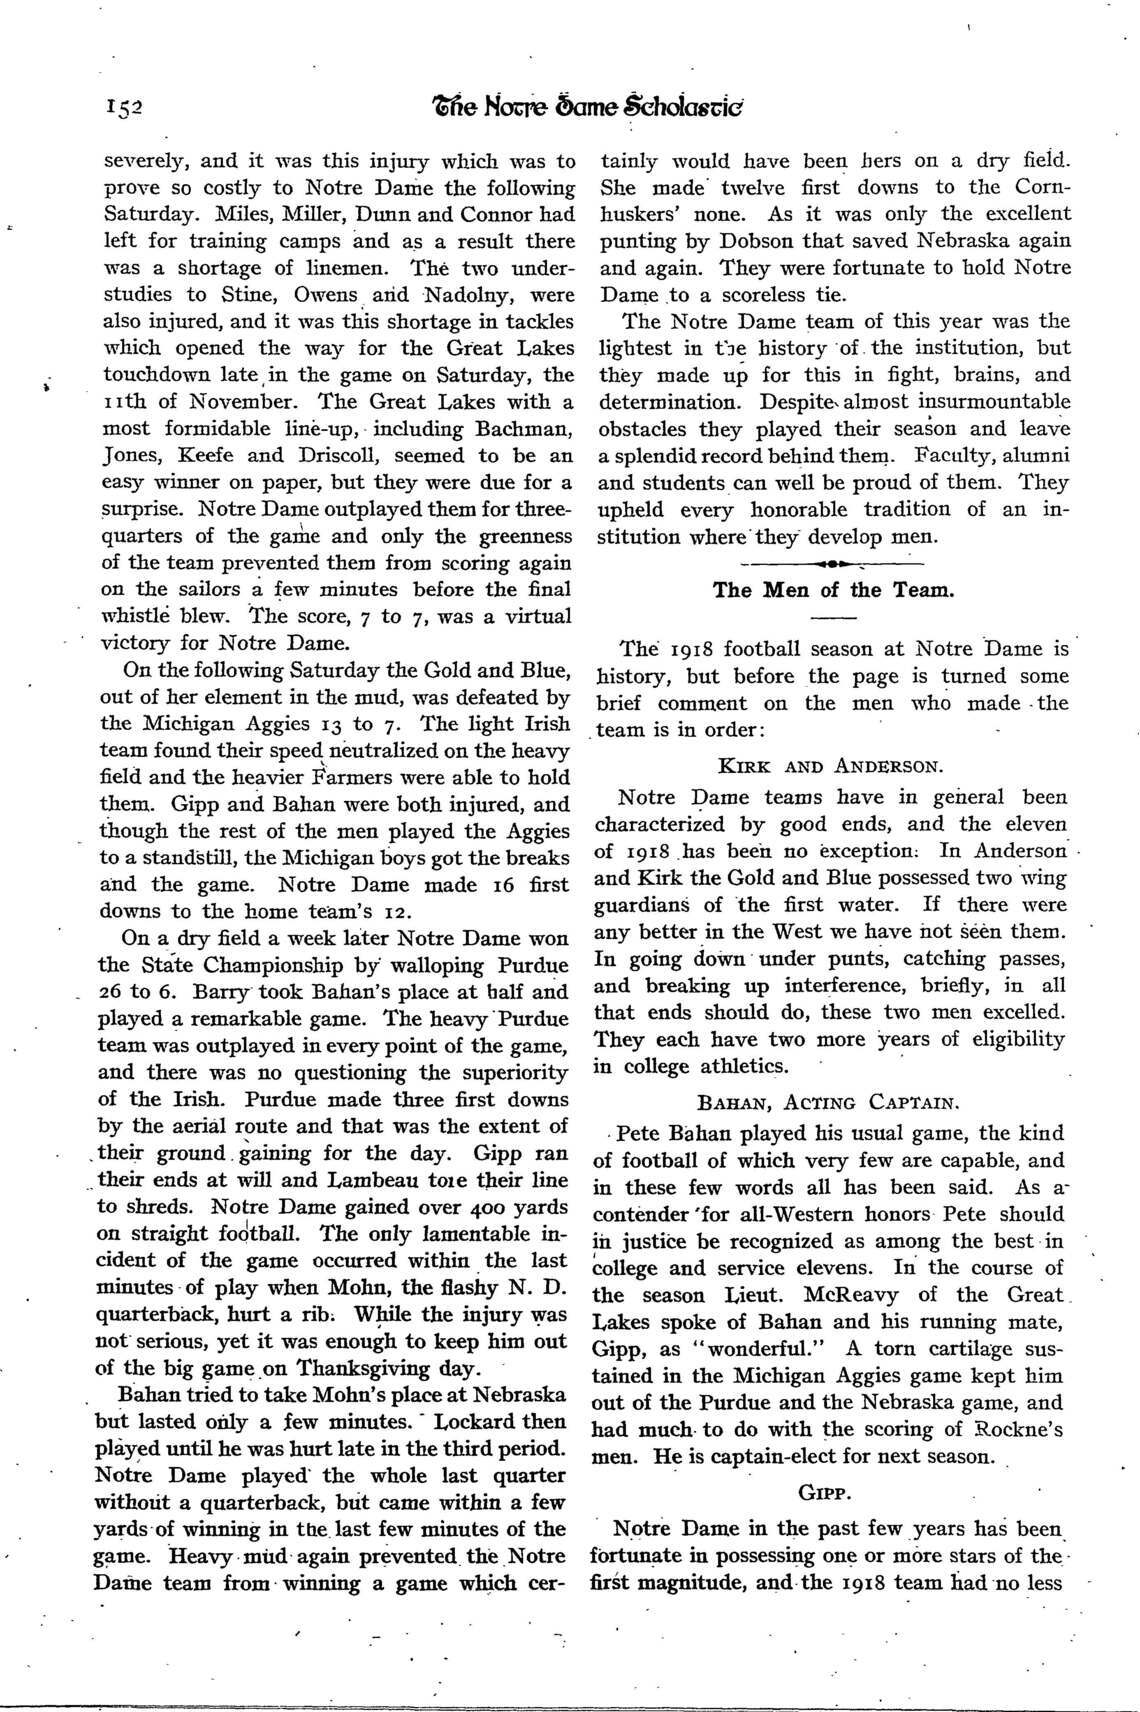 152
The Notre Dame Scholastic
severely, and it was this injury which was to
prove so costly to Notre Dame the following
Saturday. Miles, Miller, Dunn and Connor had
left for training camps and as a result there
was a shortage of linemen. The two under-
studies to Stine, Owens and Nadolny, were
also injured, and it was this shortage in tackles
which opened the way for the Great Lakes
touchdown late in the game on Saturday, the
11th of November. The Great Lakes with a
most formidable line-up, including Bachman,
Jones, Keefe and Driscoll, seemed to be an
easy winner on paper, but they were due for a
surprise. Notre Dame outplayed them for three-
quarters of the game and only the greenness
of the team prevented them from scoring again
on the sailors a few minutes before the final
whistle blew. The score, 7 to 7, was a virtual
victory for Notre Dame.
On the following Saturday the Gold and Blue,
out of her element in the mud, was defeated by
the Michigan Aggies 13 to 7. The light Irish
team found their speed neutralized on the heavy
field and the heavier Farmers were able to hold
them. Gipp and Bahan were both injured, and
though the rest of the men played the Aggies
to a standstill, the Michigan boys got the breaks
and the game. Notre Dame made 16 first
downs to the home team's 12.
On a dry field a week later Notre Dame won
the State Championship by walloping Purdue
26 to 6. Barry took Bahan's place at half and
played a remarkable game. The heavy Purdue
team was outplayed in every point of the game,
and there was no questioning the superiority
of the Irish. Purdue made three first downs
by the aerial route and that was the extent of
their ground gaining for the day. Gipp ran
their ends at will and Lambeau tore their line
to shreds. Notre Dame gained over 400 yards
on straight football. The only lamentable in-
cident of the game occurred within the last
minutes of play when Mohn, the flashy N. D.
quarterback, hurt a rib. While the injury was
not serious, yet it was enough to keep him out
of the big game on Thanksgiving day.
Bahan tried to take Mohn's place at Nebraska
but lasted only a few minutes. Lockard then
played until he was hurt late in the third period.
Notre Dame played the whole last quarter
without a quarterback, but came within a few
yards of winning in the last few minutes of the
game. Heavy mud again prevented the Notre
Dame team from winning a game which cer-
tainly would have been hers on a dry field.
She made twelve first downs to the Corn-
huskers' none. As it was only the excellent
punting by Dobson that saved Nebraska again
and again. They were fortunate to hold Notre
Dame to a scoreless tie.
The Notre Dame team of this year was the
lightest in the history of the institution, but
they made up for this in fight, brains, and
determination. Despite almost insurmountable
obstacles they played their season and leave
a splendid record behind them. Faculty, alumni
and students can well be proud of them. They
upheld every honorable tradition of an in-
stitution where they develop men.
The Men of the Team.
The 1918 football season at Notre Dame is
history, but before the page is turned some
brief comment on the men who made the
team is in order:
KIRK AND ANDERSON.
Notre Dame teams have in general been
characterized by good ends, and the eleven
of 1918 has been no exception. In Anderson
and Kirk the Gold and Blue possessed two wing
guardians of the first water. If there were
any better in the West we have not seen them.
In going down under punts, catching passes,
and breaking up interference, briefly, in all
that ends should do, these two men excelled.
They each have two more years of eligibility
in college athletics.
BAHAN, ACTING CAPTAIN.
Pete Bahan played his usual game, the kind
of football of which very few are capable, and
in these few words all has been said. As a
contender for all-Western honors Pete should
in justice be recognized as among the best in
college and service elevens. In the course of
the season Lieut. McReavy of the Great
Lakes spoke of Bahan and his running mate,
Gipp, as "wonderful." A torn cartilage sus-
tained in the Michigan Aggies game kept him
out of the Purdue and the Nebraska game, and
had much to do with the scoring of Rockne's
men. He is captain-elect for next season.
GIPP.
Notre Dame in the past few years has been
fortunate in possessing one or more stars of the
first magnitude, and the 1918 team had no less